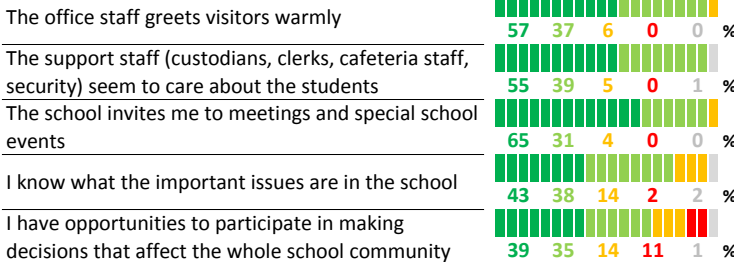 The office staff greets visitors warmly
57 37 6 0 0 %
The support staff (custodians, clerks, cafeteria staff,
security) seem to care about the students
55 39 5 0 1 %
The school invites me to meetings and special school
events
65 31 4 0 0 %
I know what the important issues are in the school
43 38 14 2 2 %
I have opportunities to participate in making
decisions that affect the whole school community
39 35 14 11 1 %